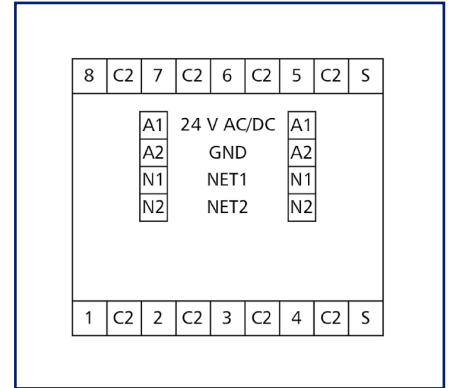 8 C2 7 C2 6 C2 5 C2 S
A1 24 V AC/DC A1
A2 GND A2
N1 NET1 N1
N2 NET2 N2
1 C2 2 C2 3 C2 4 C2 S